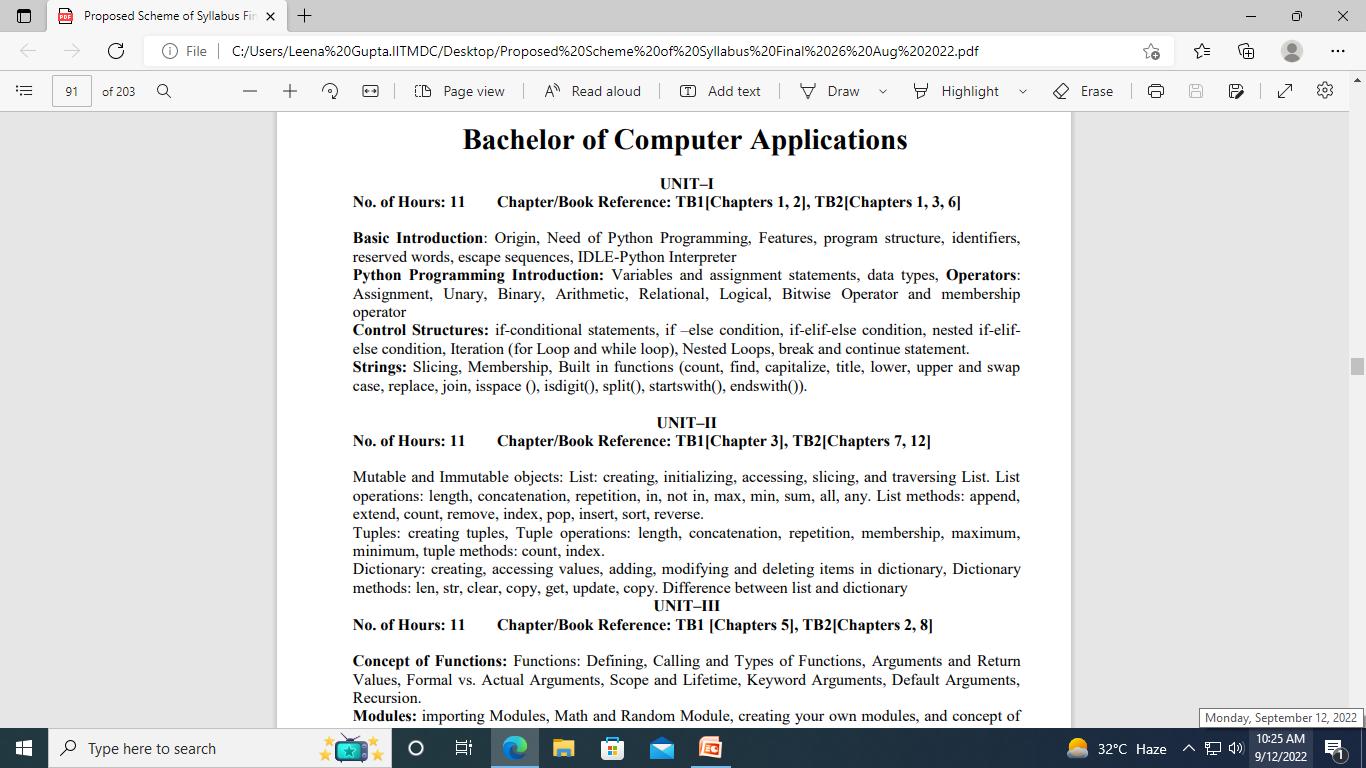 Proposed Scheme of Syllabus Fin
File
C:/Users/Leena%20Gupta.IITMDC/Desktop/Proposed%20Scheme%20of%20Syllabus%20Final%2026%20Aug%202022.pdf
91 of 203
Page view
Read aloud
Add text
Draw
Highlight
Erase
Bachelor of Computer Applications
UNIT–I
No. of Hours: 11 Chapter/Book Reference: TB1[Chapters 1, 2], TB2[Chapters 1, 3, 6]
Basic Introduction: Origin, Need of Python Programming, Features, program structure, identifiers,
reserved words, escape sequences, IDLE-Python Interpreter
Python Programming Introduction: Variables and assignment statements, data types, Operators:
Assignment, Unary, Binary, Arithmetic, Relational, Logical, Bitwise Operator and membership
operator
Control Structures: if-conditional statements, if –else condition, if-elif-else condition, nested if-elif-
else condition, Iteration (for Loop and while loop), Nested Loops, break and continue statement.
Strings: Slicing, Membership, Built in functions (count, find, capitalize, title, lower, upper and swap
case, replace, join, isspace (), isdigit(), split(), startswith(), endswith()).
UNIT–II
No. of Hours: 11 Chapter/Book Reference: TB1[Chapter 3], TB2[Chapters 7, 12]
Mutable and Immutable objects: List: creating, initializing, accessing, slicing, and traversing List. List
operations: length, concatenation, repetition, in, not in, max, min, sum, all, any. List methods: append,
extend, count, remove, index, pop, insert, sort, reverse.
Tuples: creating tuples, Tuple operations: length, concatenation, repetition, membership, maximum,
minimum, tuple methods: count, index.
Dictionary: creating, accessing values, adding, modifying and deleting items in dictionary, Dictionary
methods: len, str, clear, copy, get, update, copy. Difference between list and dictionary
UNIT–III
No. of Hours: 11 Chapter/Book Reference: TB1 [Chapters 5], TB2[Chapters 2, 8]
Concept of Functions: Functions: Defining, Calling and Types of Functions, Arguments and Return
Values, Formal vs. Actual Arguments, Scope and Lifetime, Keyword Arguments, Default Arguments,
Recursion.
Modules: importing Modules, Math and Random Module, creating your own modules, and concept of
Monday, September 12, 2022
Type here to search
32°C Haze
10:25 AM
9/12/2022
1